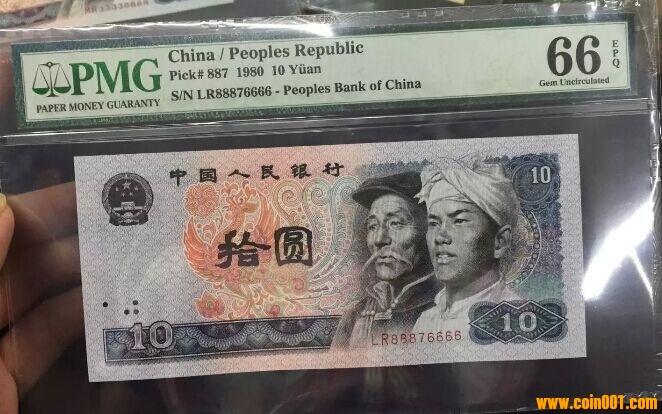 PMG
PAPER MONEY GUARANTY
China / Peoples Republic
Pick# 887 1980 10 Yüan
S/N LR88876666 - Peoples Bank of China
66 EPQ
Gem Uncirculated
中国人民银行
10
拾圆
10
LR88876666
10
www.coin001.com